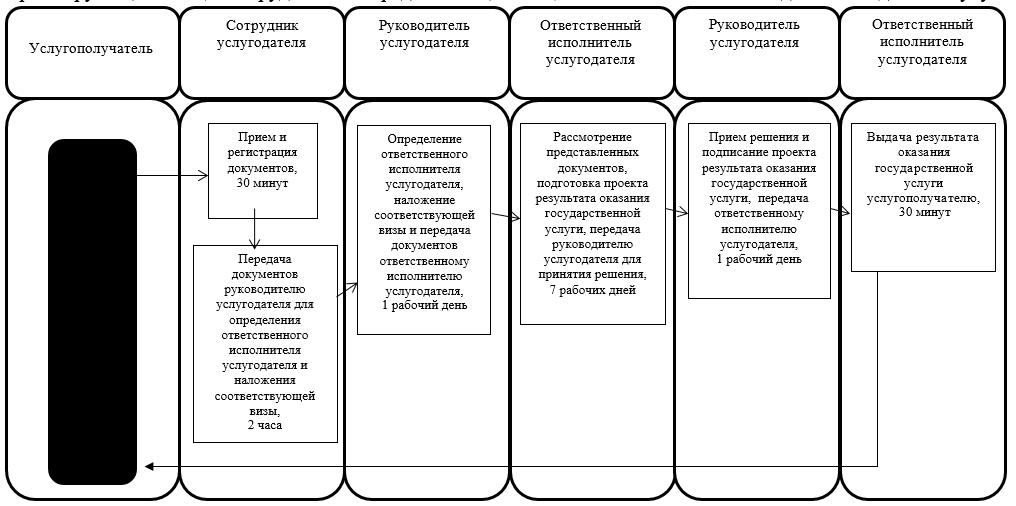 Услугополучатель
Сотрудник
услугодателя
Руководитель
услугодателя
Ответственный
исполнитель
услугодателя
Руководитель
услугодателя
Ответственный
исполнитель
услугодателя
Прием и
регистрация
документов,
30 минут
Передача
документов
руководителю
услугодателя для
определения
ответственного
исполнителя
услугодателя и
наложения
соответствующей
визы,
2 часа
Определение
ответственного
исполнителя
услугодателя,
наложение
соответствующей
визы и передача
документов
ответственному
исполнителю
услугодателя,
1 рабочий день
Рассмотрение
представленных
документов,
подготовка проекта
результата оказания
государственной
услуги, передача
руководителю
услугодателя для
принятия решения,
7 рабочих дней
Прием решения и
подписание проекта
результата оказания
государственной
услуги, передача
ответственному
исполнителю
услугодателя,
1 рабочий день
Выдача результата
оказания
государственной
услуги
услугополучателю,
30 минут